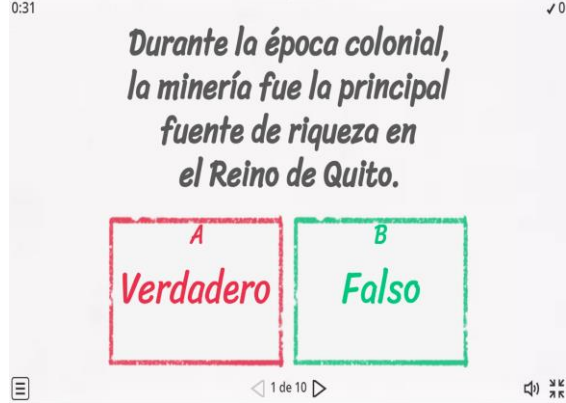 0:31
✓ 0
Durante la época colonial,
la minería fue la principal
fuente de riqueza en
el Reino de Quito.
A
Verdadero
B
Falso
1 de 10